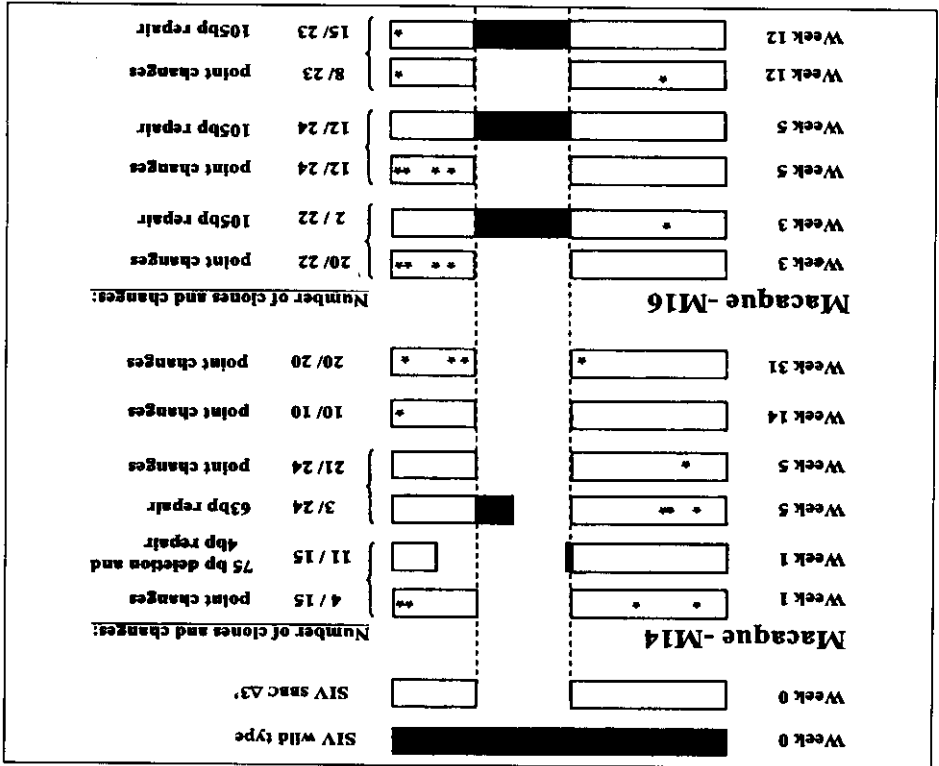 Week 0 SIV wild type
Week 0 SIV sbbc Δ3'
Macaque -M14 Number of clones and changes:
Week 1 4/15 point changes
Week 1 11/15 75 bp deletion and
4bp repair
Week 5 3/24 63bp repair
Week 5 21/24 point changes
Week 14 10/10 point changes
Week 31 20/20 point changes
Macaque -M16 Number of clones and changes:
Week 3 20/22 point changes
Week 3 2/22 105bp repair
Week 5 12/24 point changes
Week 5 12/24 105bp repair
Week 12 8/23 point changes
Week 12 15/23 105bp repair